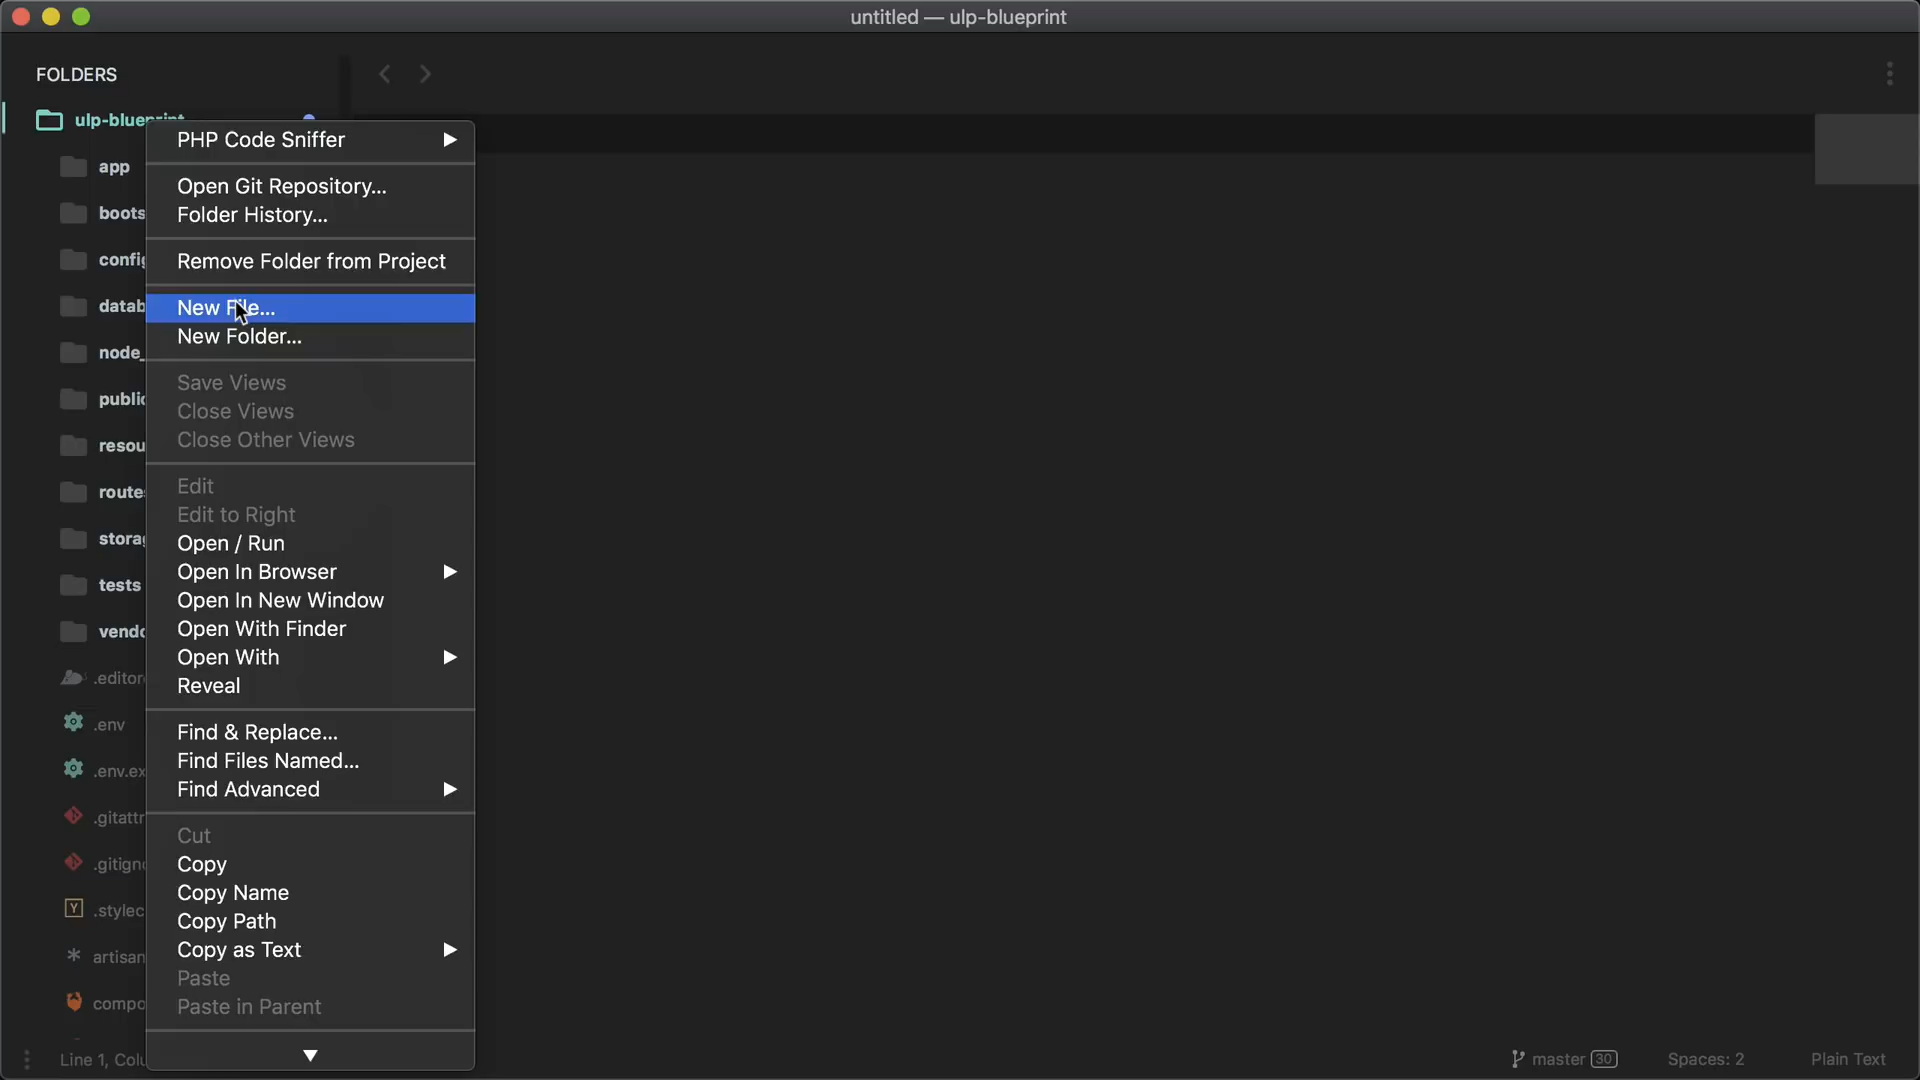 untitled — ulp-blueprint
FOLDERS
app
tests
.env
PHP Code Sniffer
Open Git Repository...
Folder History...
Remove Folder from Project
New File...
New Folder...
Save Views
Close Views
Close Other Views
Edit
Edit to Right
Open / Run
Open In Browser
Open In New Window
Open With Finder
Open With
Reveal
Find & Replace...
Find Files Named...
Find Advanced
Cut
Copy
Copy Name
Copy Path
Copy as Text
Paste
Paste in Parent
Line 1,
master 30
Spaces: 2
Plain Text